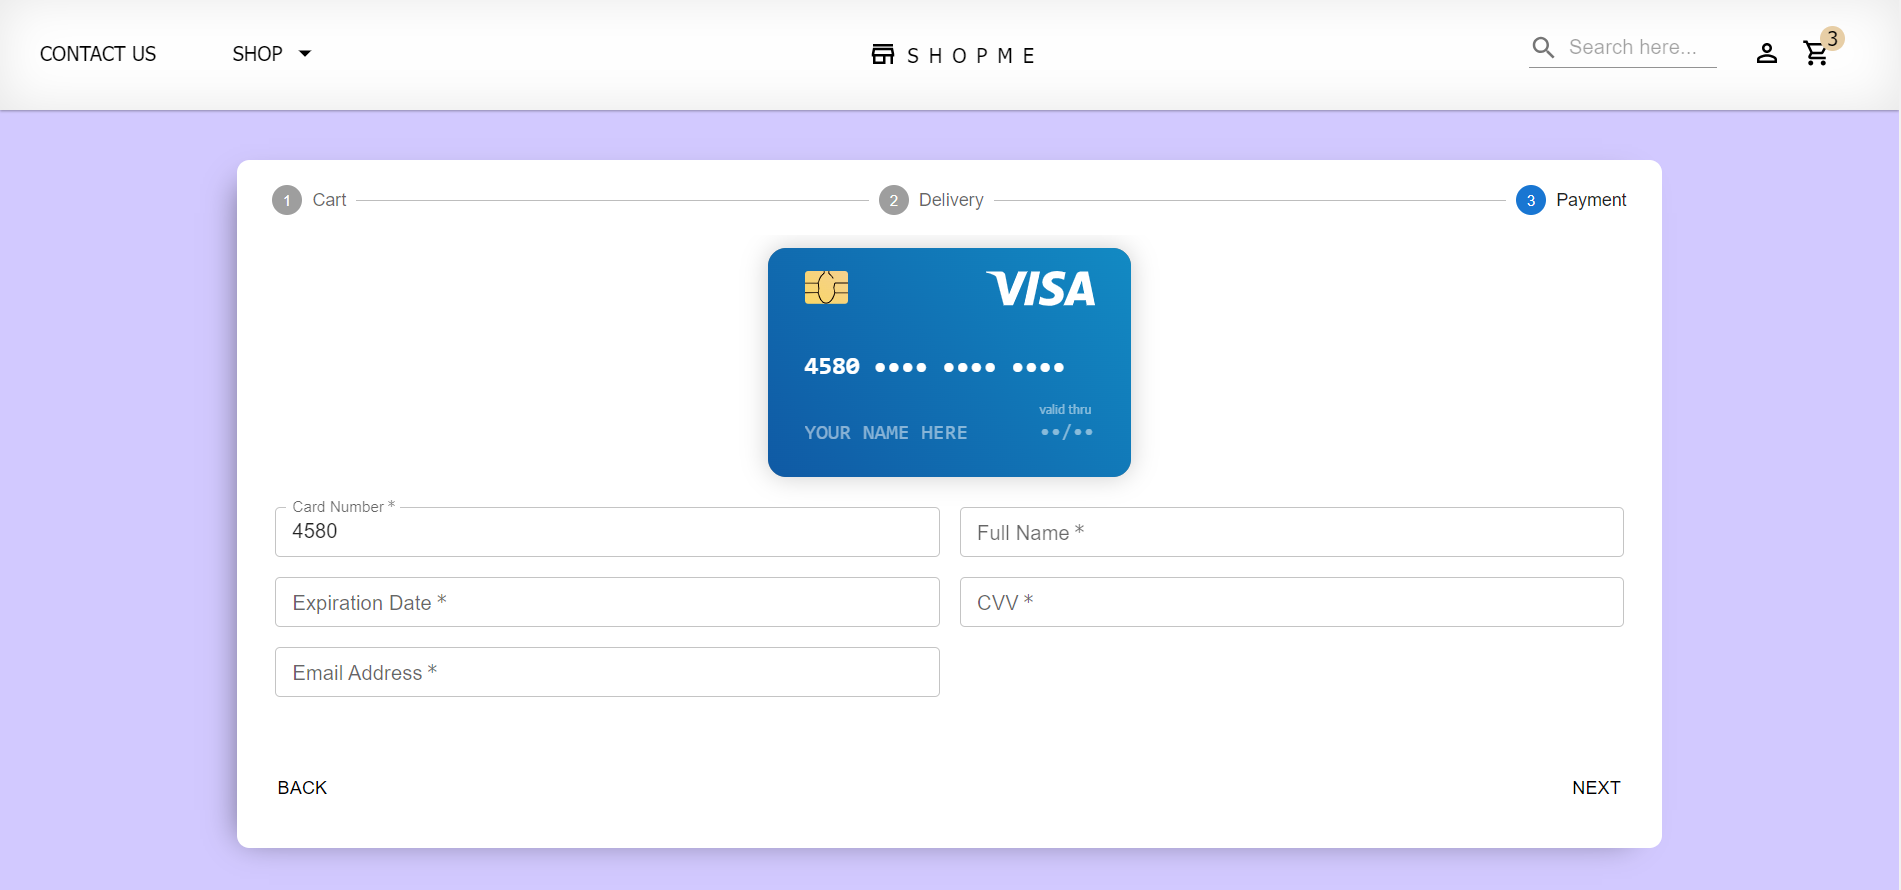 CONTACT US SHOP SHOPME Search here... 3
1 Cart 2 Delivery 3 Payment
VISA
4580 •••• •••• ••••
valid thru
YOUR NAME HERE ••/••
Card Number *
4580
Full Name *
Expiration Date *
CVV *
Email Address *
BACK NEXT